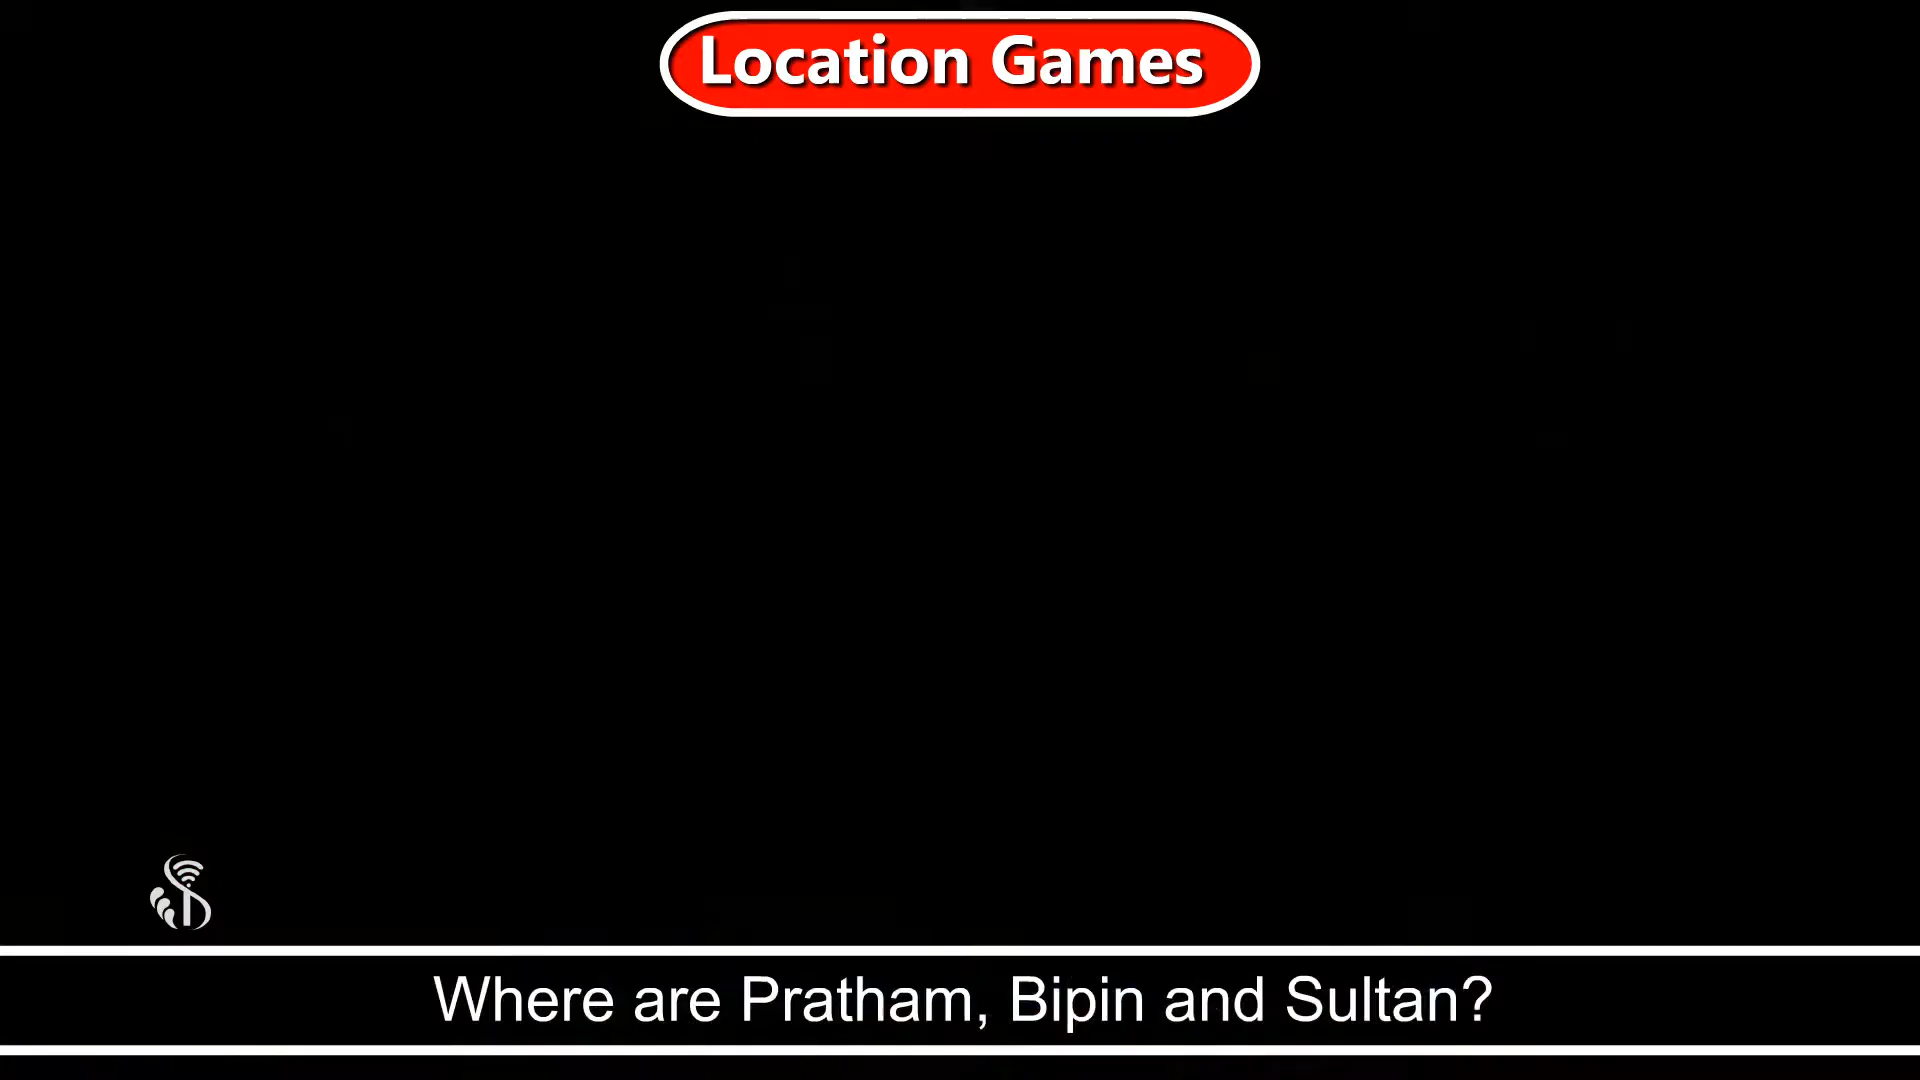 Location Games
Where are Pratham, Bipin and Sultan?